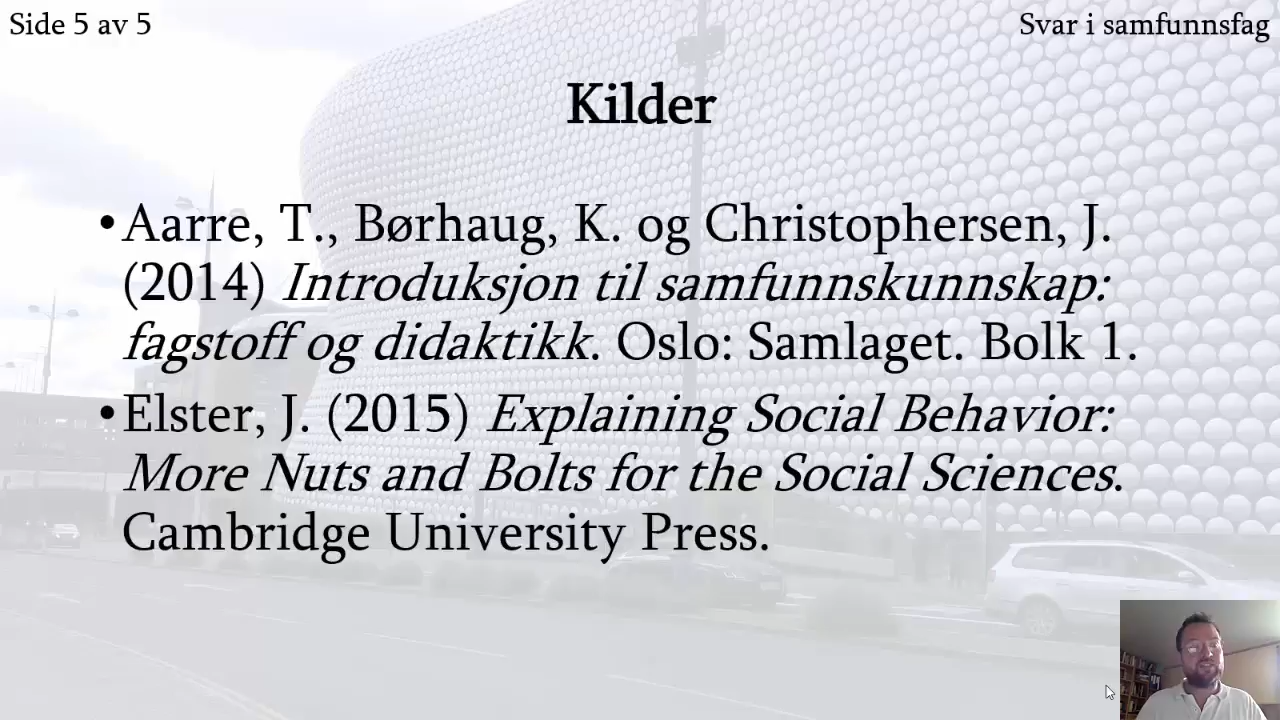 Side 5 av 5
Svar i samfunnsfag
Kilder
•Aarre, T., Børhaug, K. og Christophersen, J.
(2014) Introduksjon til samfunnskunnskap:
fagstoff og didaktikk. Oslo: Samlaget. Bolk 1.
•Elster, J. (2015) Explaining Social Behavior:
More Nuts and Bolts for the Social Sciences.
Cambridge University Press.